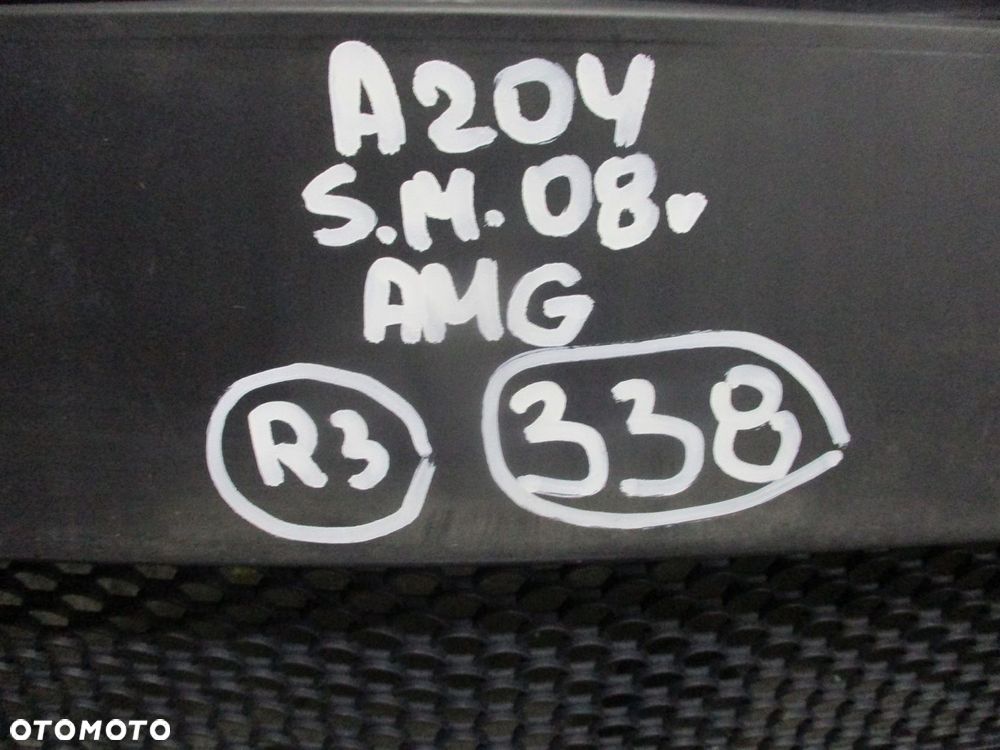 A204
S.M.08.
AMG
R3 338
OTOMOTO